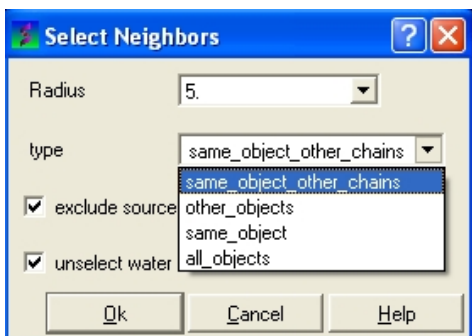 Select Neighbors
Radius 5.
type same_object_other_chains
same_object_other_chains
exclude source other_objects
same_object
unselect water all_objects
Ok Cancel Help